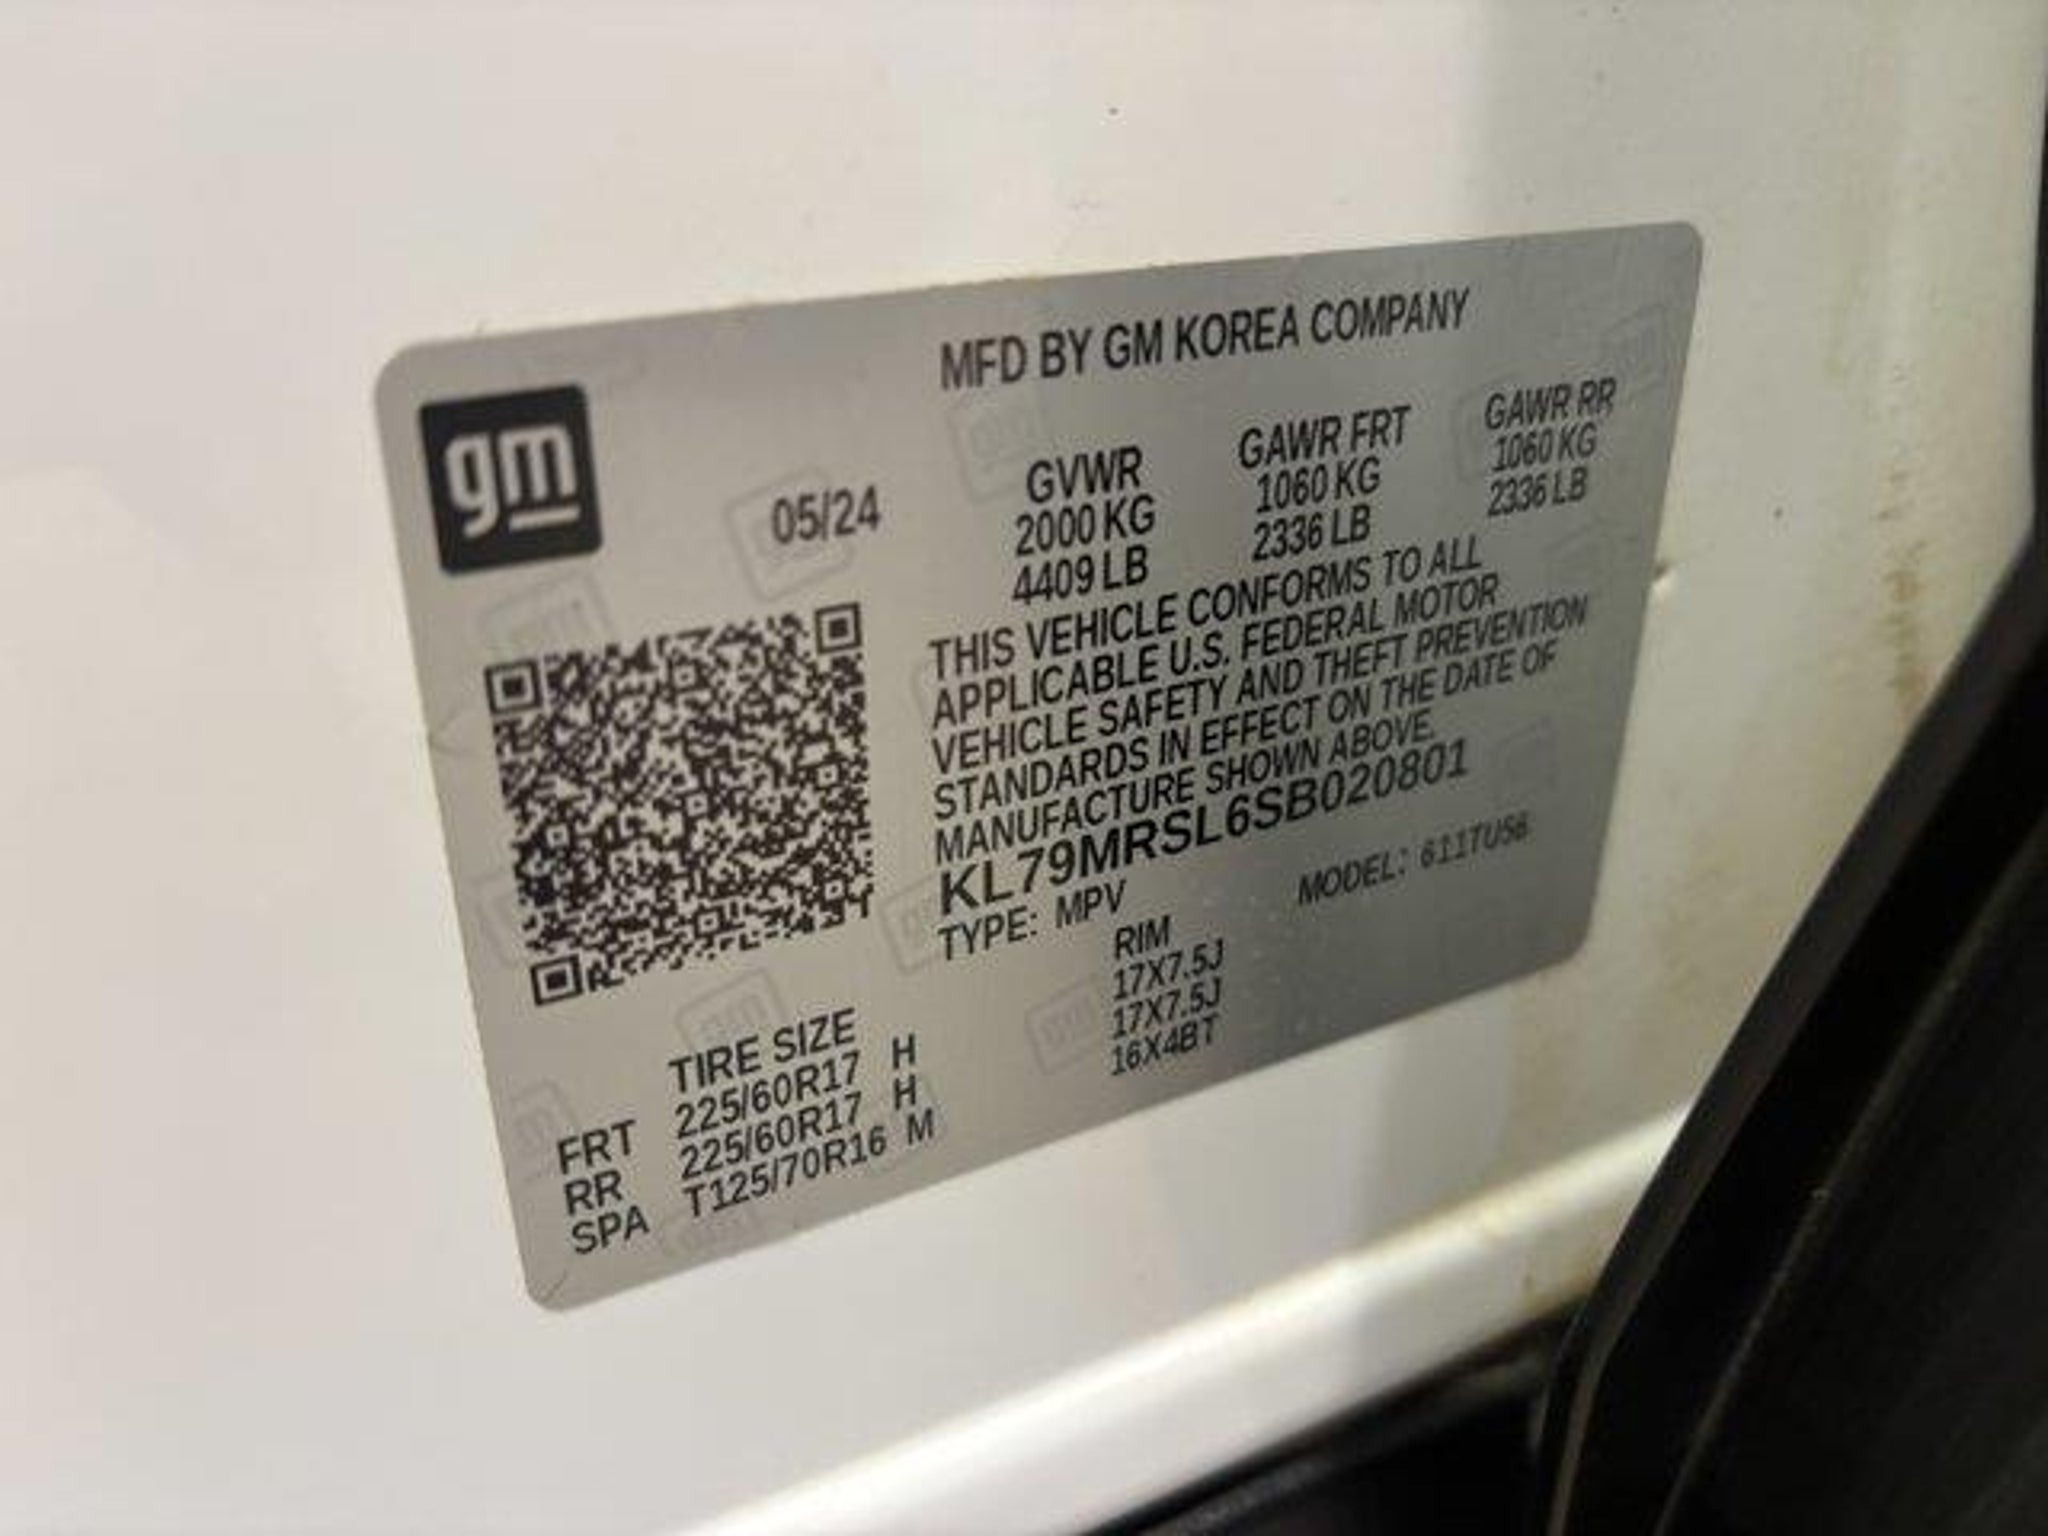 MFD BY GM KOREA COMPANY
gm
05/24
GVWR GAWR FRT GAWR RR
2000 KG 1060 KG 1060 KG
4409 LB 2336 LB 2336 LB
THIS VEHICLE CONFORMS TO ALL
APPLICABLE U.S. FEDERAL MOTOR
VEHICLE SAFETY AND THEFT PREVENTION
STANDARDS IN EFFECT ON THE DATE OF
MANUFACTURE SHOWN ABOVE.
KL79MRSL6SB020801
TYPE: MPV MODEL: 611TU56
TIRE SIZE RIM
FRT 225/60R17 H 17X7.5J
RR 225/60R17 H 17X7.5J
SPA T125/70R16 M 16X4BT